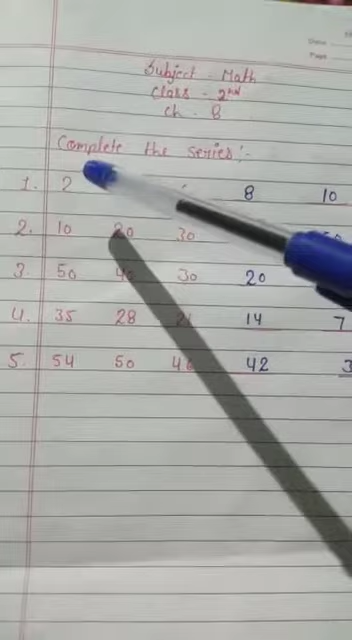 Subject - Math
Class - 2nd
Ch - 8
Complete the series :-
1. 2 8 10
2. 10 20 30
3. 50 40 30 20
4. 35 28 21 14 7
5. 54 50 46 42